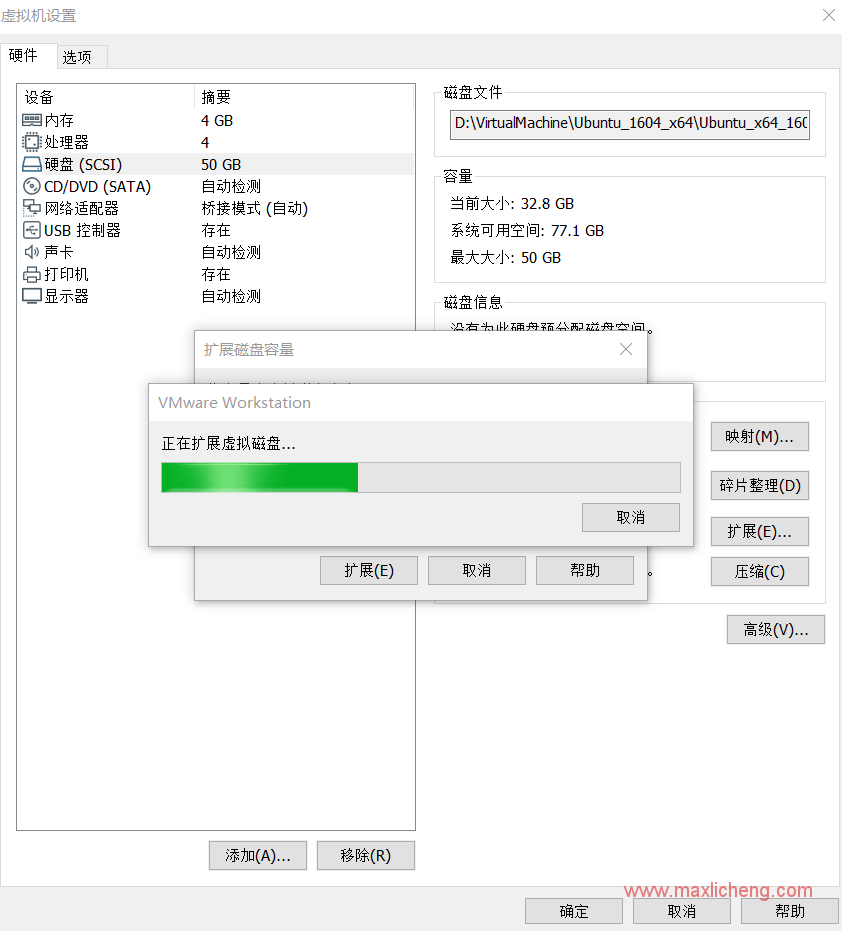 虚拟机设置
硬件 选项
设备 摘要
内存 4 GB
处理器 4
硬盘 (SCSI) 50 GB
CD/DVD (SATA) 自动检测
网络适配器 桥接模式 (自动)
USB 控制器 存在
声卡 自动检测
打印机 存在
显示器 自动检测
磁盘文件
D:\VirtualMachine\Ubuntu_1604_x64\Ubuntu_x64_160
容量
当前大小: 32.8 GB
系统可用空间: 77.1 GB
最大大小: 50 GB
磁盘信息
没有为此硬盘预分配磁盘空间。
扩展磁盘容量
VMware Workstation
正在扩展虚拟磁盘...
取消
扩展(E) 取消 帮助
映射(M)...
碎片整理(D)
扩展(E)...
压缩(C)
高级(V)...
添加(A)... 移除(R)
www.maxlicheng.com
确定 取消 帮助